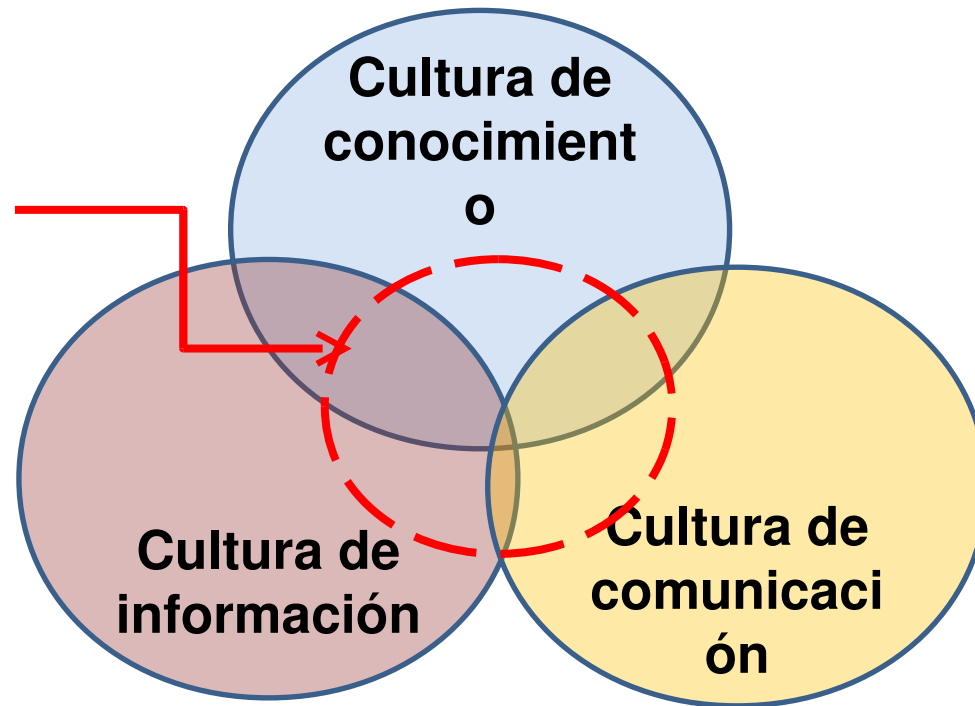 Cultura de
conocimient
o
Cultura de
información
Cultura de
comunicaci
ón